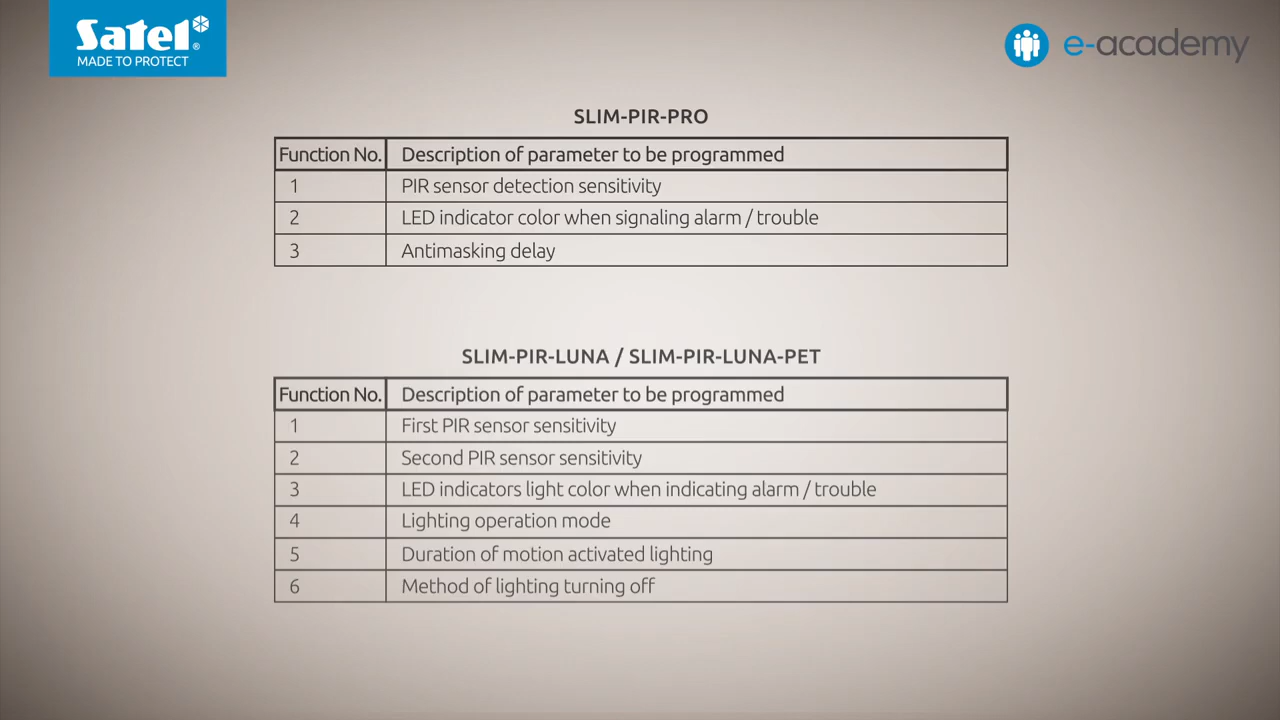 Satel®
MADE TO PROTECT
e-academy
SLIM-PIR-PRO
Function No. Description of parameter to be programmed
1 PIR sensor detection sensitivity
2 LED indicator color when signaling alarm / trouble
3 Antimasking delay
SLIM-PIR-LUNA / SLIM-PIR-LUNA-PET
Function No. Description of parameter to be programmed
1 First PIR sensor sensitivity
2 Second PIR sensor sensitivity
3 LED indicators light color when indicating alarm / trouble
4 Lighting operation mode
5 Duration of motion activated lighting
6 Method of lighting turning off